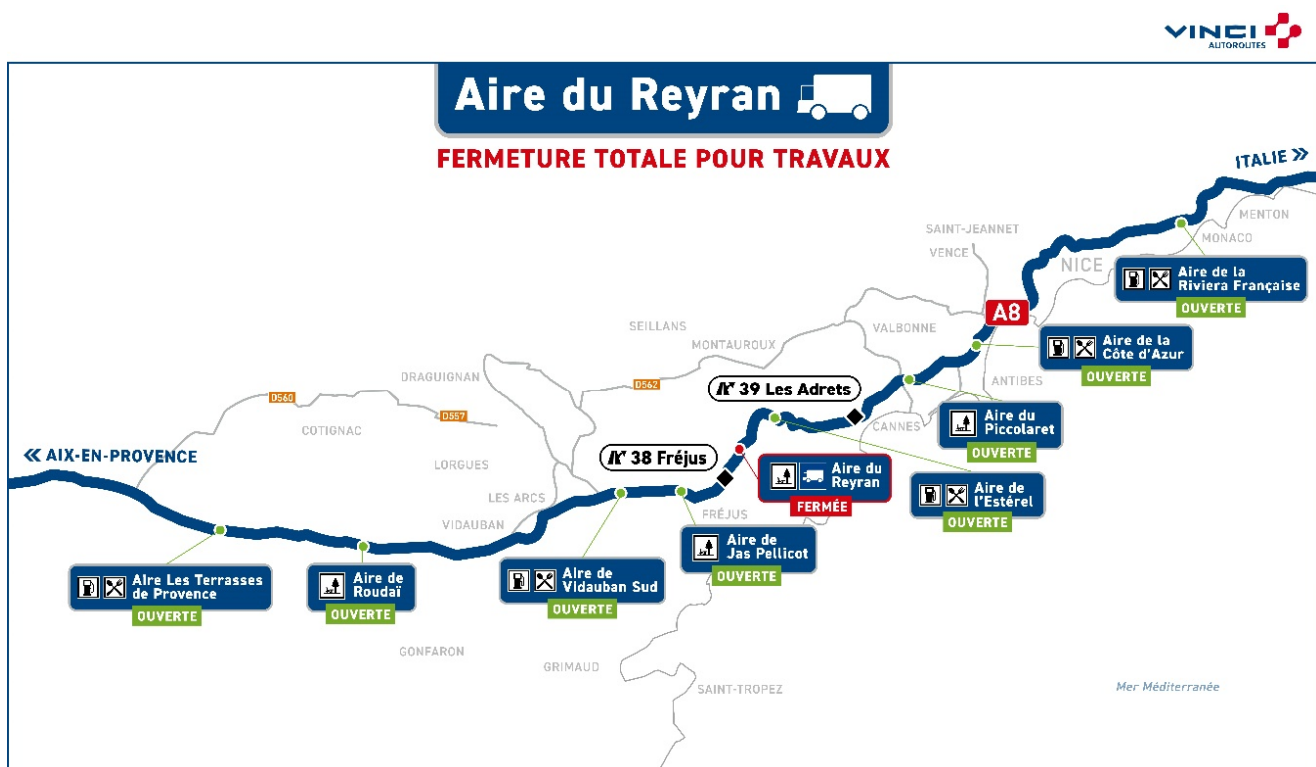 VINCI
AUTOROUTES
Aire du Reyran
FERMETURE TOTALE POUR TRAVAUX
ITALIE >>
MENTON
MONACO
SAINT-JEANNET
VENCE
NICE
Aire de la
Riviera Française
OUVERTE
A8
SEILLANS
VALBONNE
MONTAUROUX
Aire de la
Côte d'Azur
OUVERTE
DRAGUIGNAN
D562
39 Les Adrets
ANTIBES
D560
D557
COTIGNAC
CANNES
Aire du
Piccolaret
OUVERTE
<< AIX-EN-PROVENCE
LORGUES
38 Fréjus
Aire du
Reyran
FERMÉE
LES ARCS
Aire de
l'Estérel
OUVERTE
VIDAUBAN
FRÉJUS
Aire de
Jas Pellicot
OUVERTE
AIre Les Terrasses
de Provence
OUVERTE
Aire de
Roudaï
OUVERTE
AIre de
Vidauban Sud
OUVERTE
GONFARON
GRIMAUD
SAINT-TROPEZ
Mer Méditerranée